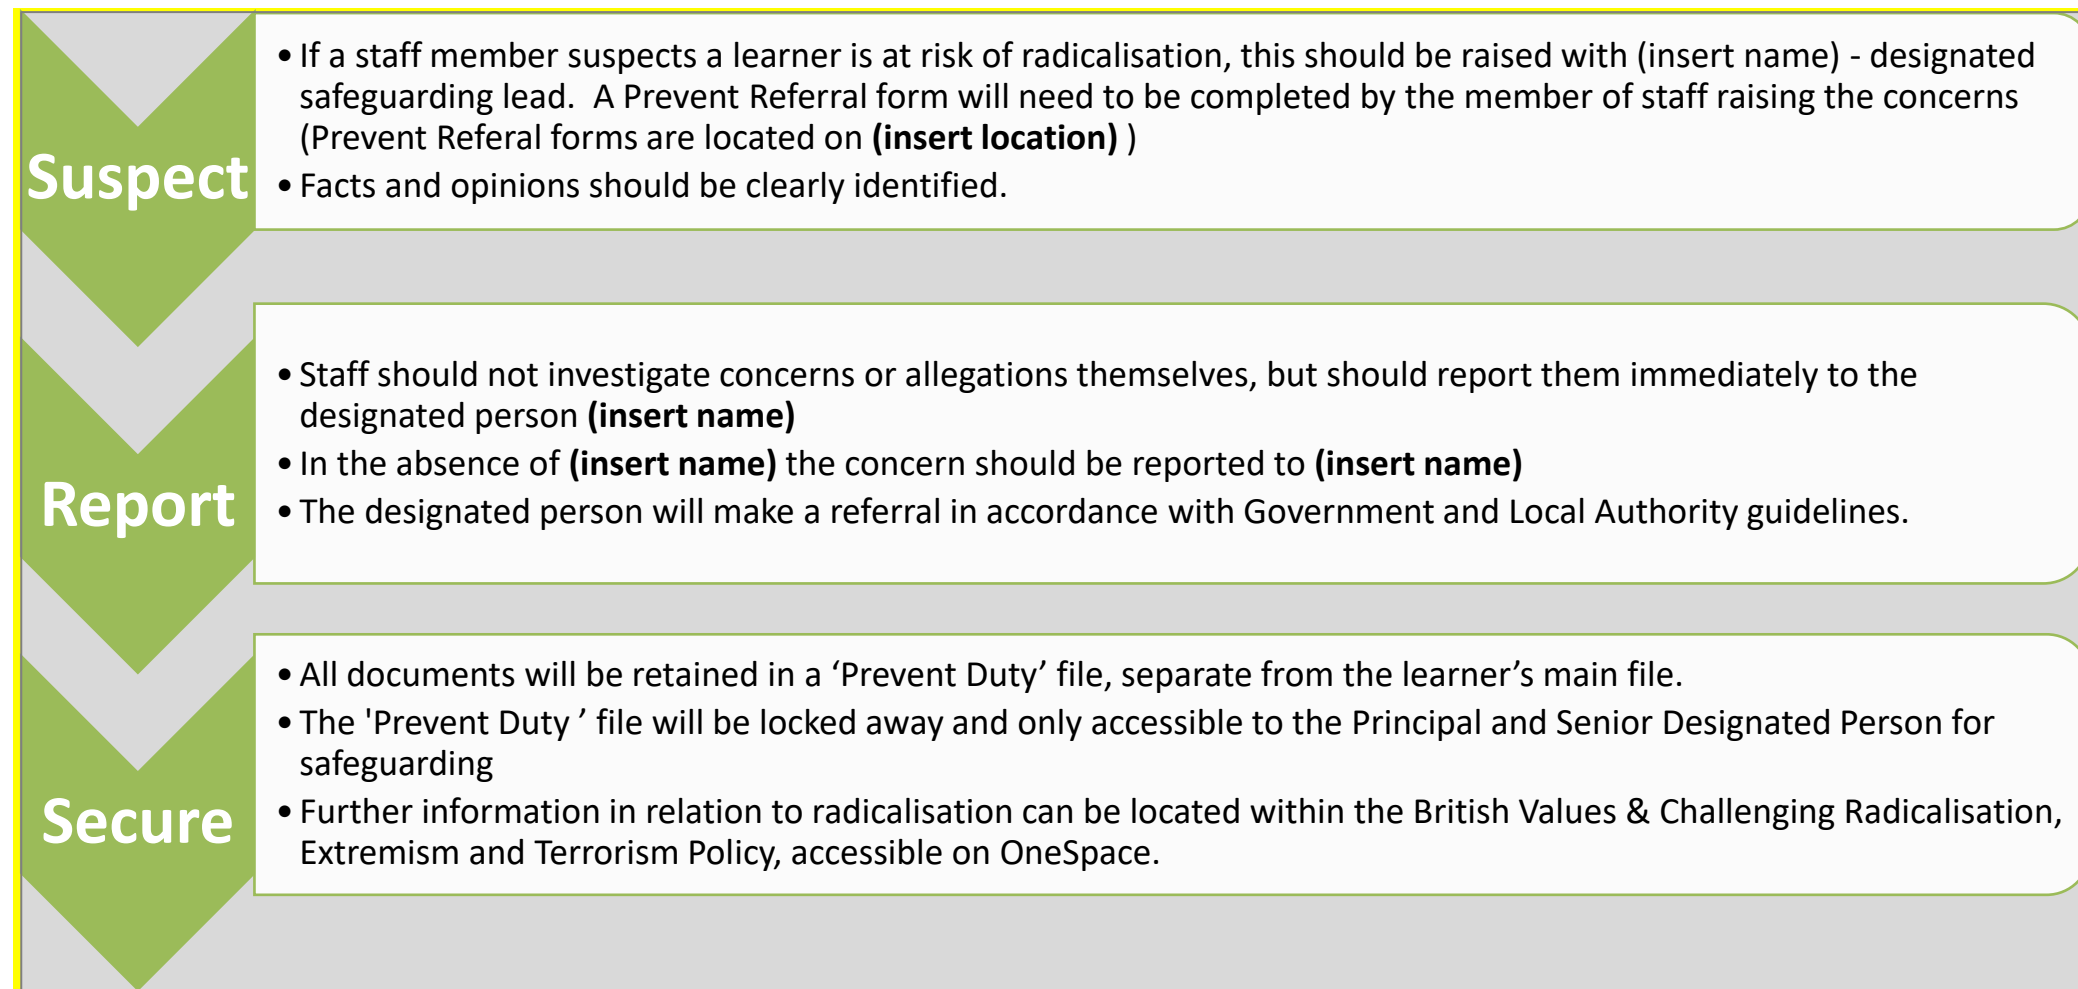 Suspect
• If a staff member suspects a learner is at risk of radicalisation, this should be raised with (insert name) - designated
safeguarding lead.  A Prevent Referral form will need to be completed by the member of staff raising the concerns
(Prevent Referal forms are located on (insert location) )
• Facts and opinions should be clearly identified.
Report
• Staff should not investigate concerns or allegations themselves, but should report them immediately to the
designated person (insert name)
• In the absence of (insert name) the concern should be reported to (insert name)
• The designated person will make a referral in accordance with Government and Local Authority guidelines.
Secure
• All documents will be retained in a ‘Prevent Duty’ file, separate from the learner’s main file.
• The 'Prevent Duty ’ file will be locked away and only accessible to the Principal and Senior Designated Person for
safeguarding
• Further information in relation to radicalisation can be located within the British Values & Challenging Radicalisation,
Extremism and Terrorism Policy, accessible on OneSpace.